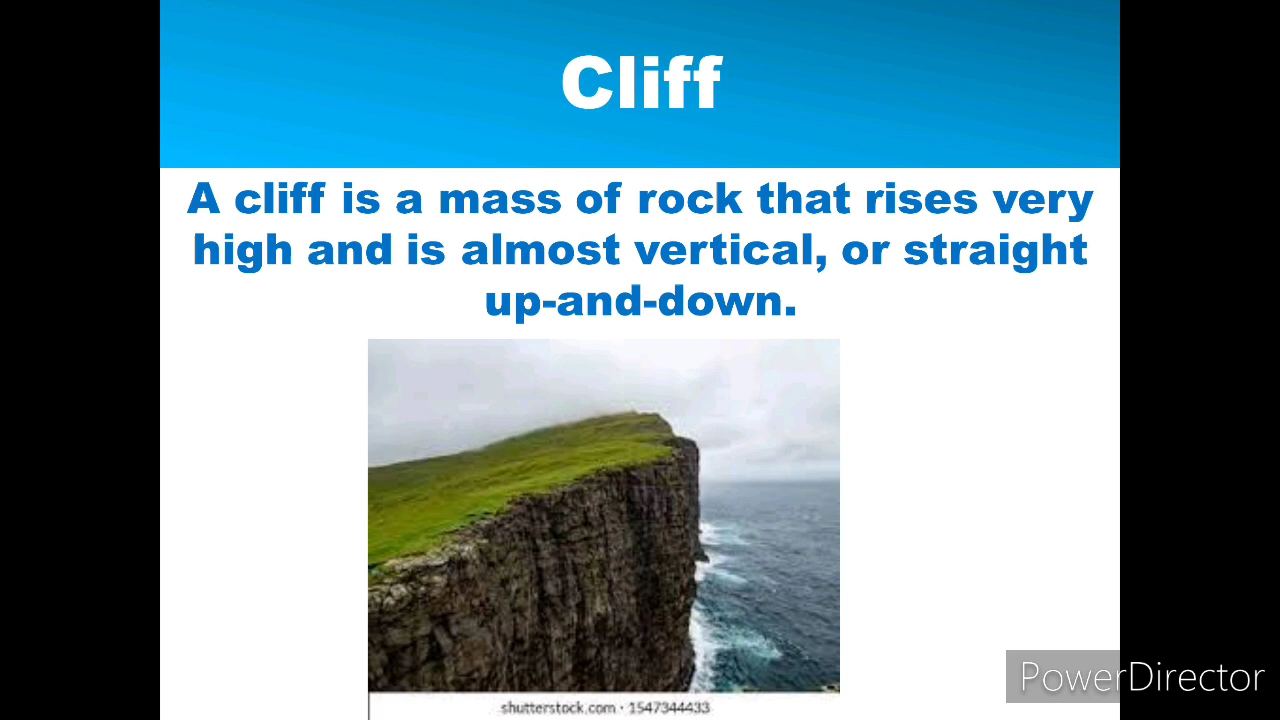 Cliff
A cliff is a mass of rock that rises very
high and is almost vertical, or straight
up-and-down.
shutterstock.com · 1547344433
PowerDirector